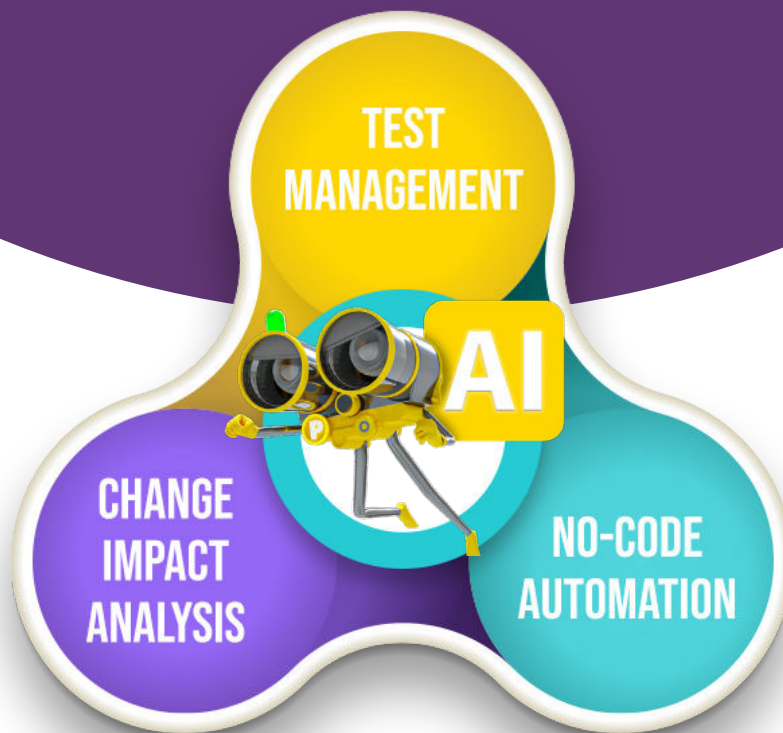 TEST
MANAGEMENT
AI
P
CHANGE
IMPACT
ANALYSIS
NO-CODE
AUTOMATION